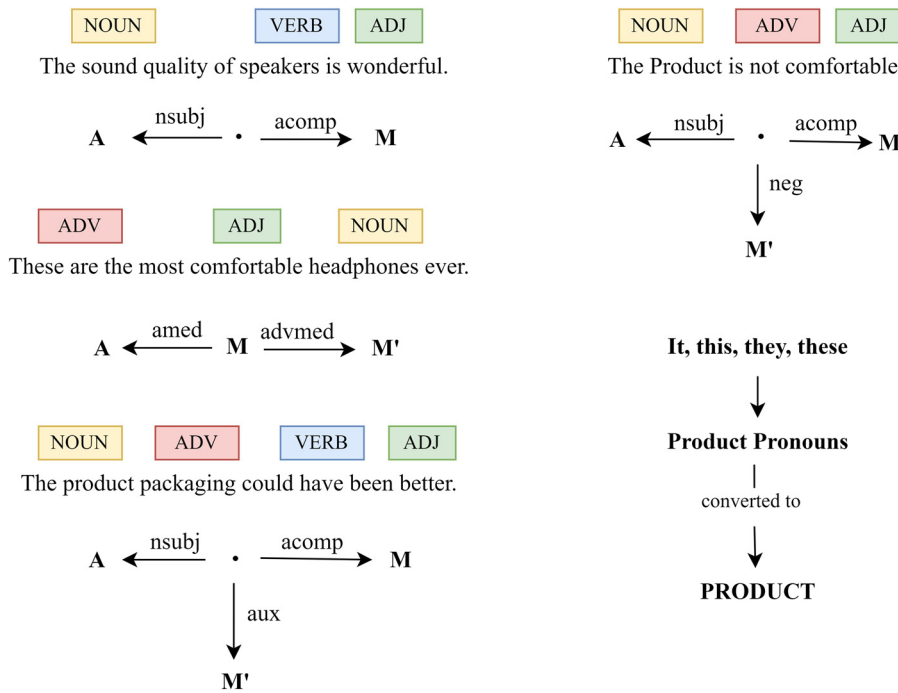 NOUN VERB ADJ
The sound quality of speakers is wonderful.
A nsubj . acomp M
ADV ADJ NOUN
These are the most comfortable headphones ever.
A amed M advmed M'
NOUN ADV VERB ADJ
The product packaging could have been better.
A nsubj . acomp M
aux
M'
NOUN ADV ADJ
The Product is not comfortable
A nsubj . acomp M
neg
M'
It, this, they, these
Product Pronouns
converted to
PRODUCT